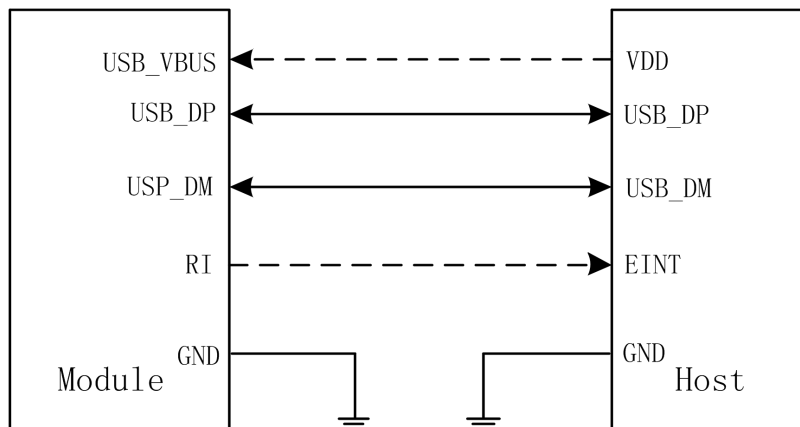 USB_VBUS VDD
USB_DP USB_DP
USP_DM USB_DM
RI EINT
GND GND
Module Host